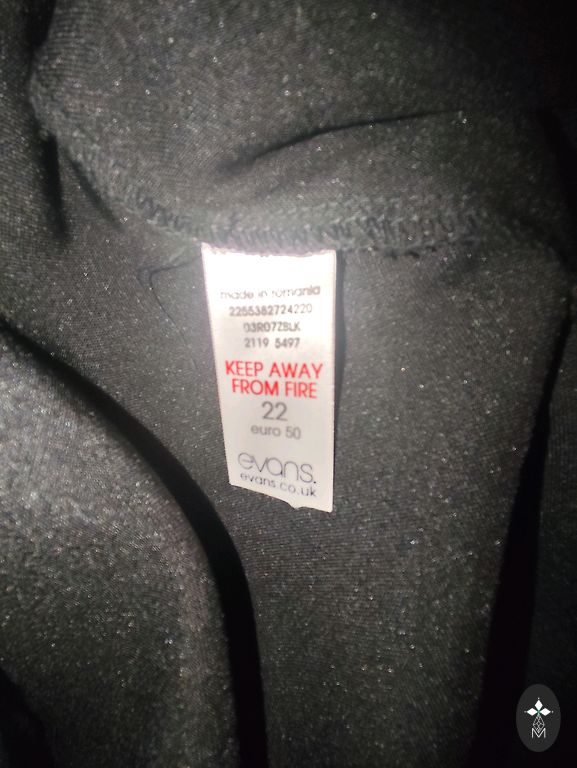 made in romania
2255382724220
03R07ZBLK
2119 5497
KEEP AWAY
FROM FIRE
22
euro 50
evans.
evans.co.uk